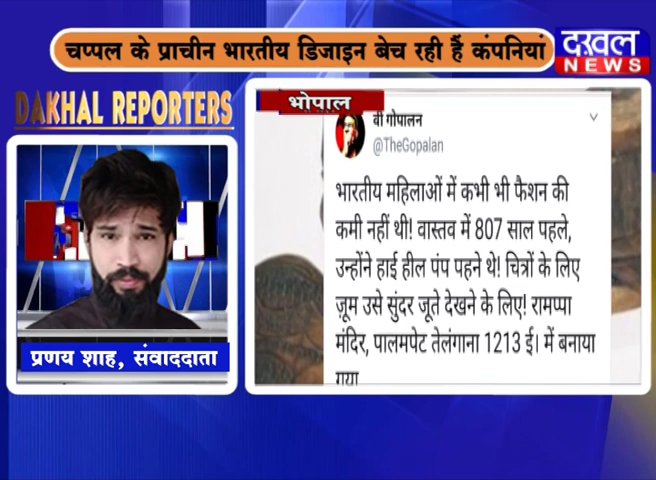 चप्पल के प्राचीन भारतीय डिजाइन बेच रही हैं कंपनियां
दख़ल
NEWS
DAKHAL REPORTERS
भोपाल
वी गोपालन
@TheGopalan
भारतीय महिलाओं में कभी भी फैशन की
कमी नहीं थी! वास्तव में 807 साल पहले,
उन्होंने हाई हील पंप पहने थे! चित्रों के लिए
ज़ूम उसे सुंदर जूते देखने के लिए! रामप्पा
मंदिर, पालमपेट तेलंगाना 1213 ई। में बनाया
गया
प्रणय शाह, संवाददाता